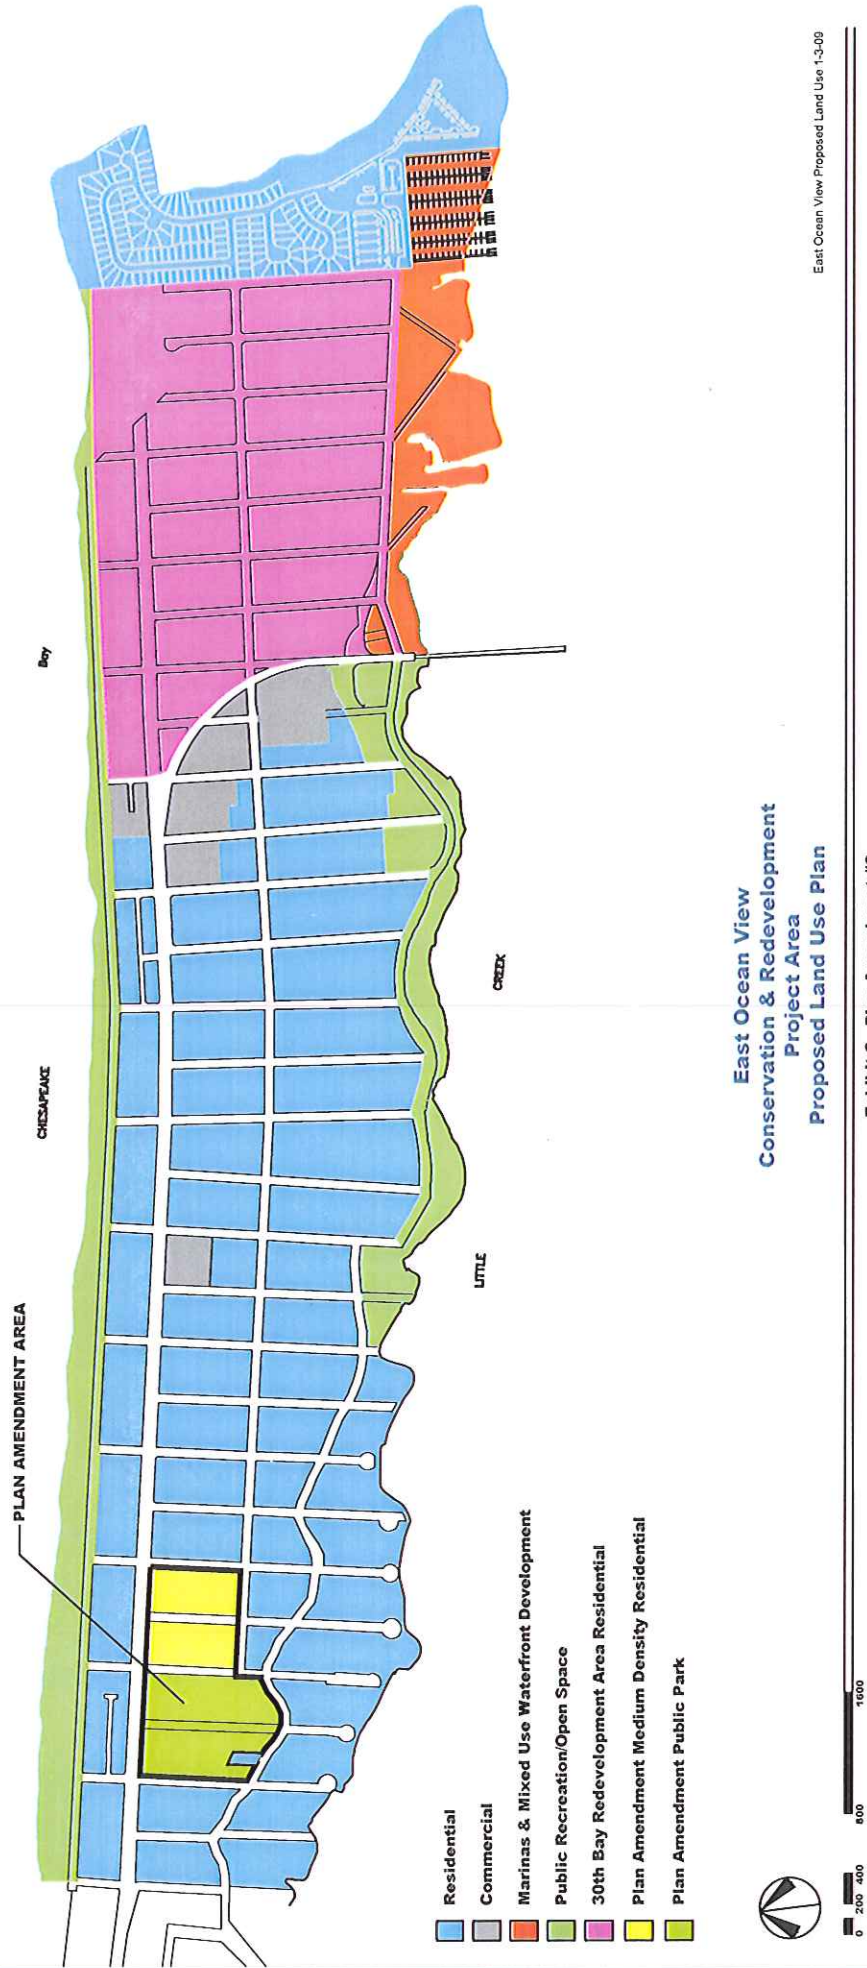 PLAN AMENDMENT AREA
CHESAPEAKE
Bay
LITTLE
CREEK
Residential
Commercial
Marinas & Mixed Use Waterfront Development
Public Recreation/Open Space
30th Bay Redevelopment Area Residential
Plan Amendment Medium Density Residential
Plan Amendment Public Park
East Ocean View
Conservation & Redevelopment
Project Area
Proposed Land Use Plan
East Ocean View Proposed Land Use 1-3-09
0 200 400 800 1600